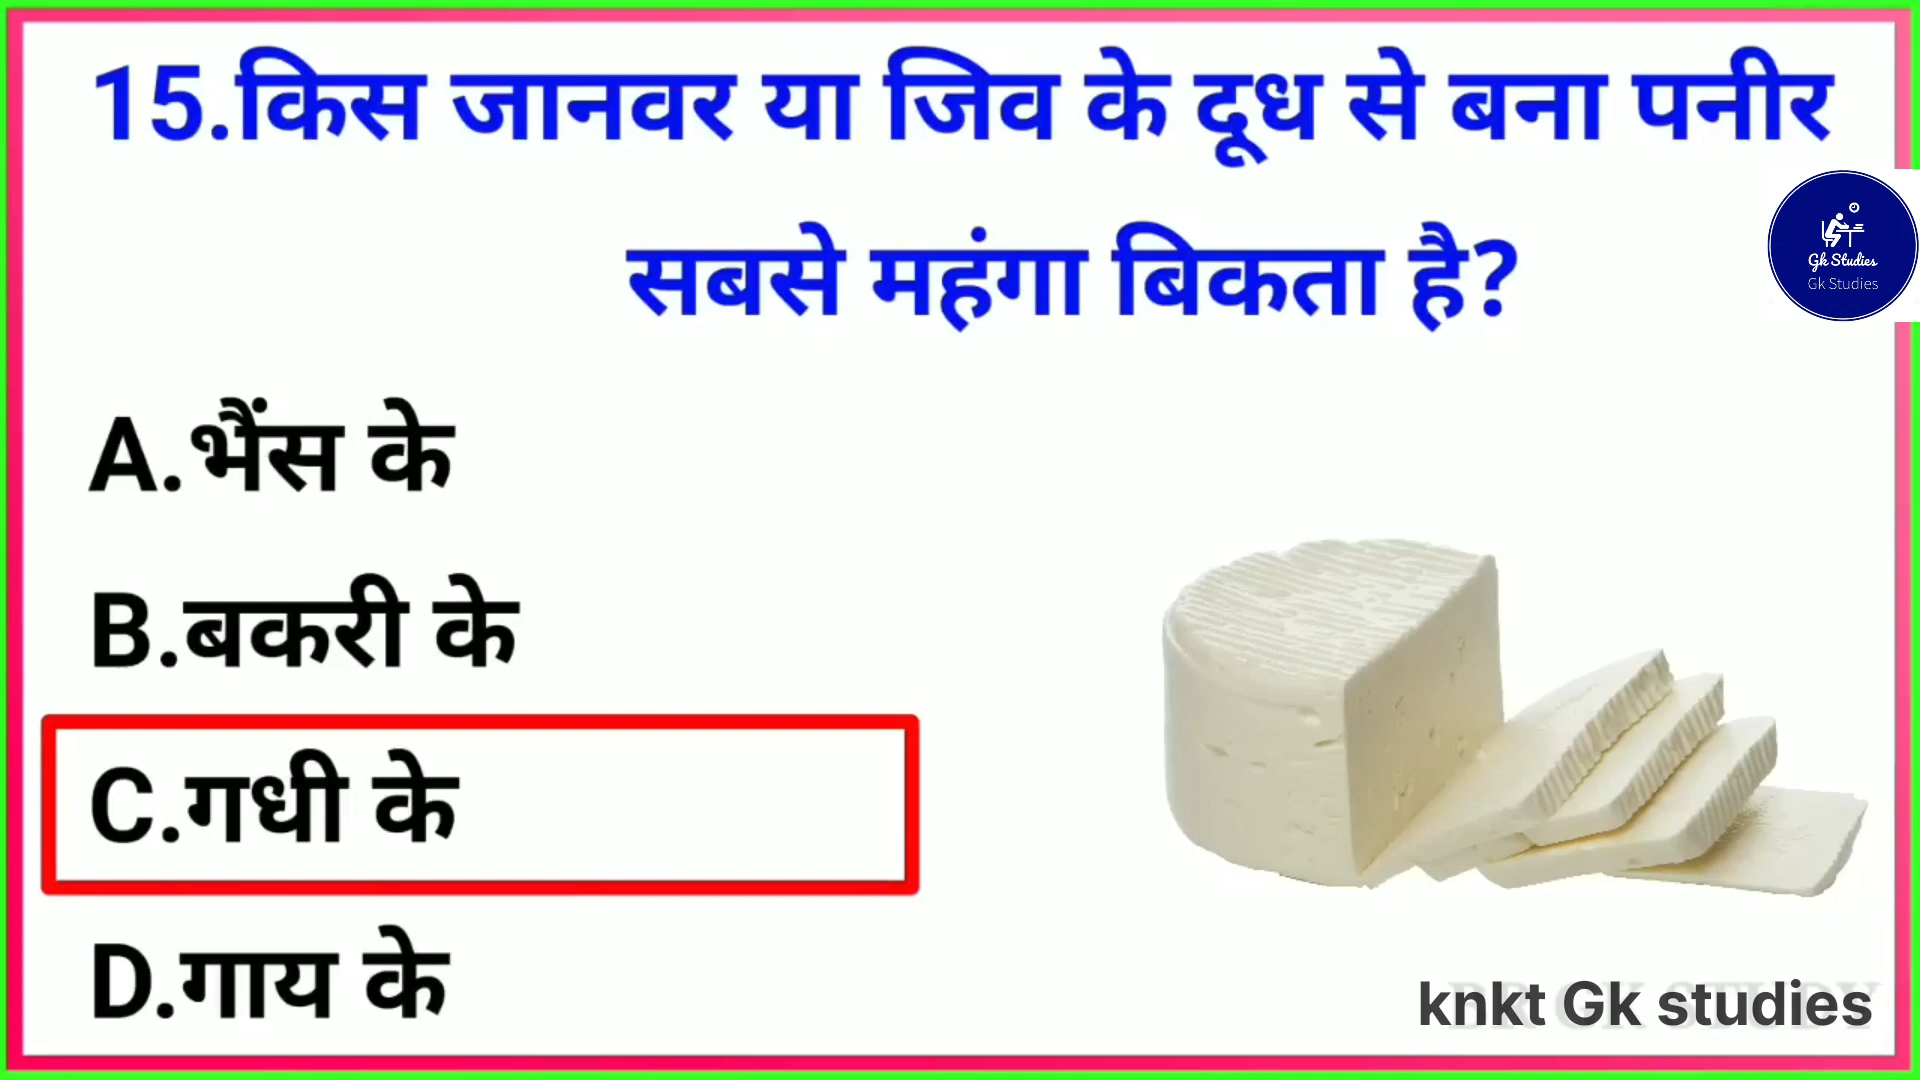 15.किस जानवर या जिव के दूध से बना पनीर
सबसे महंगा बिकता है?
Gk Studies
Gk Studies
A.भैंस के
B.बकरी के
C.गधी के
D.गाय के
knkt Gk studies